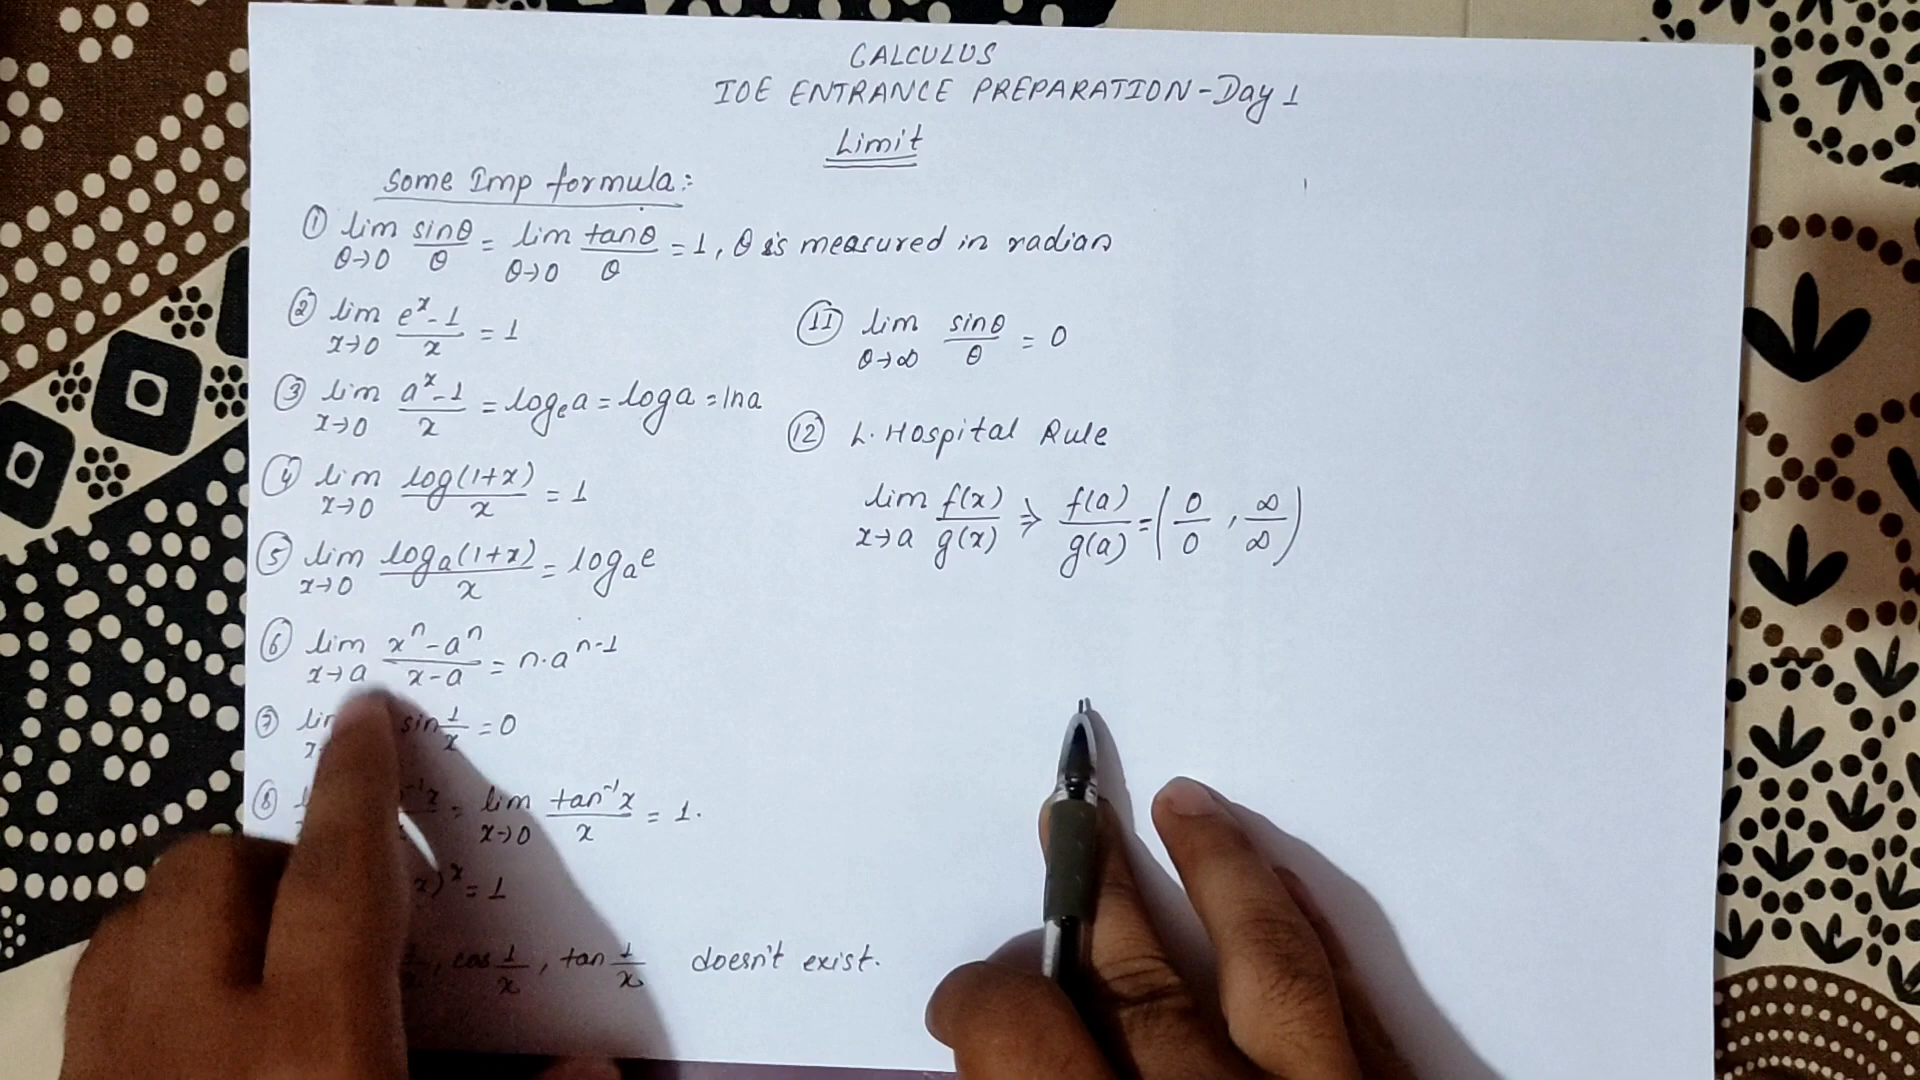 CALCULUS
IOE ENTRANCE PREPARATION - Day 1
Limit
Some Imp formula:
① lim θ→0 sinθ/θ = lim θ→0 tanθ/θ = 1, θ is measured in radian
② lim x→0 e^x - 1/x = 1
③ lim x→0 a^x - 1/x = log_e a = log a = ln a
④ lim x→0 log(1+x)/x = 1
⑤ lim x→0 log_a(1+x)/x = log_a e
⑥ lim x→a x^n - a^n/x - a = n.a^n-1
⑦ sin 1/x = 0
⑧ lim x→0 tan^-1 x/x = 1.
x)^x = 1
, cos 1/x, tan 1/x doesn't exist.
⑪ lim θ→∞ sinθ/θ = 0
⑫ L. Hospital Rule
lim x→a f(x)/g(x) ⇒ f(a)/g(a) = (0/0, ∞/∞)